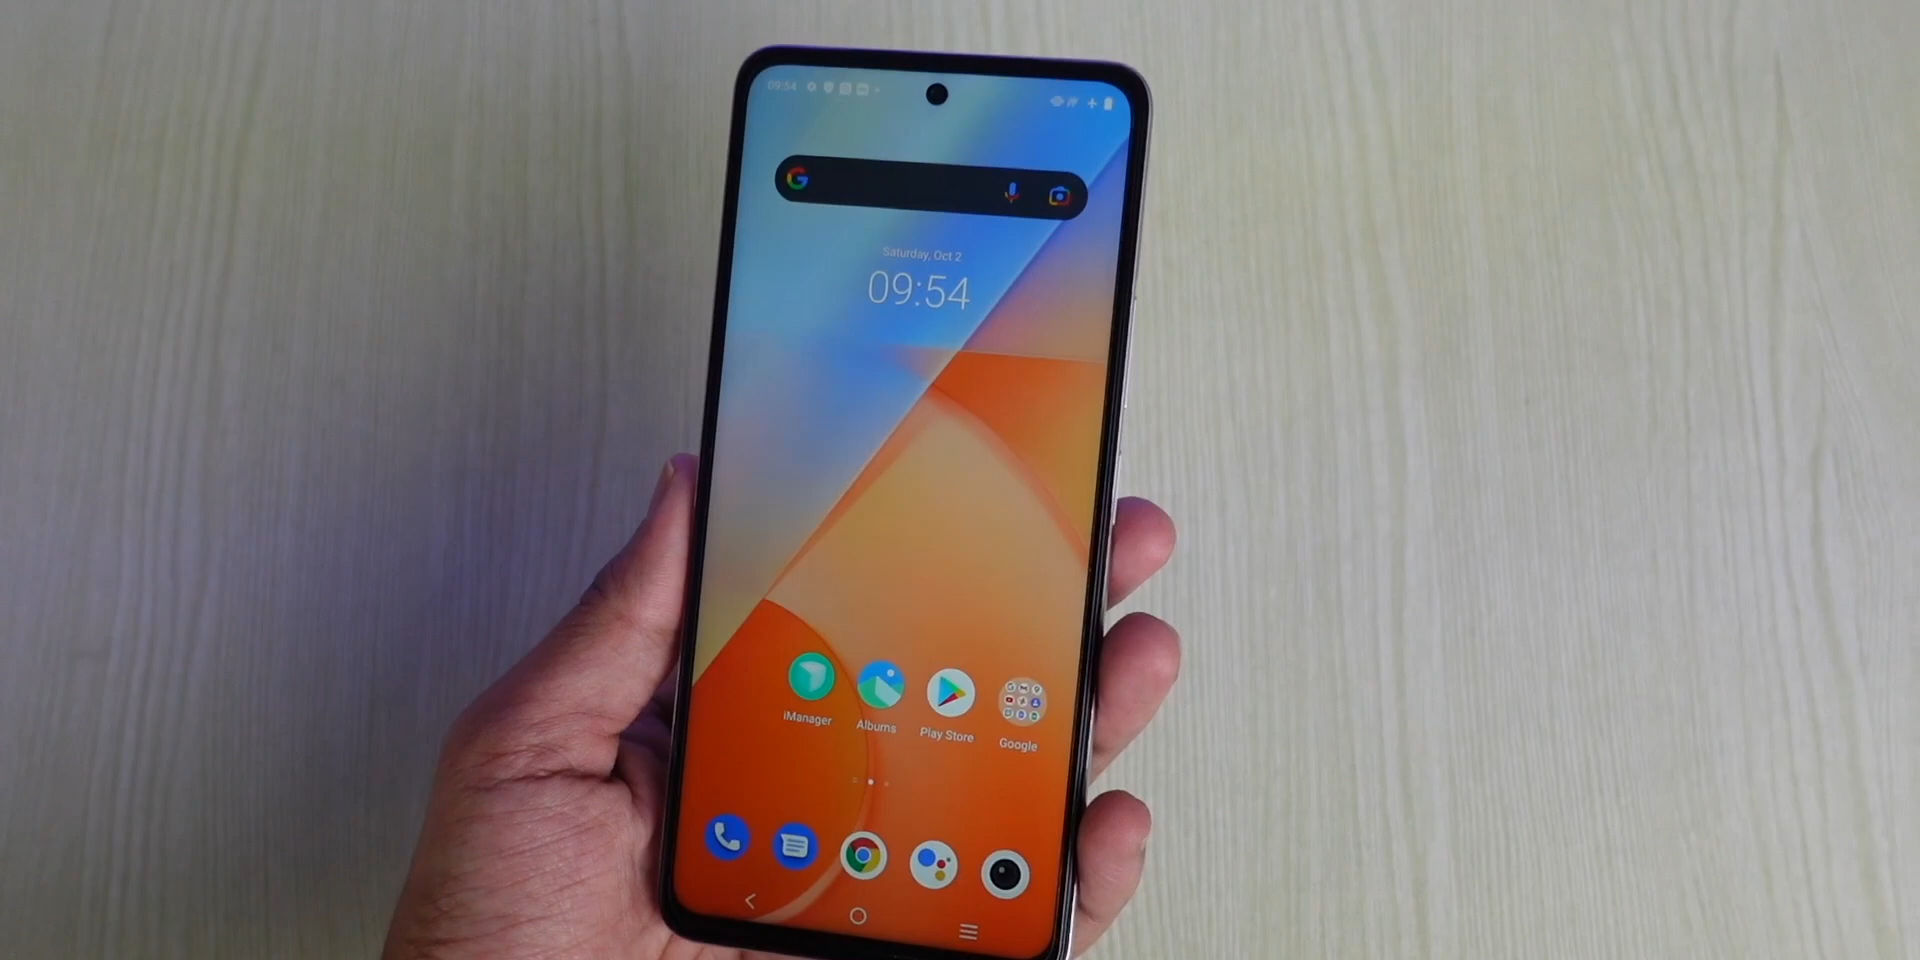 09:54
Saturday, Oct 2
09:54
iManager
Albums
Play Store
Google